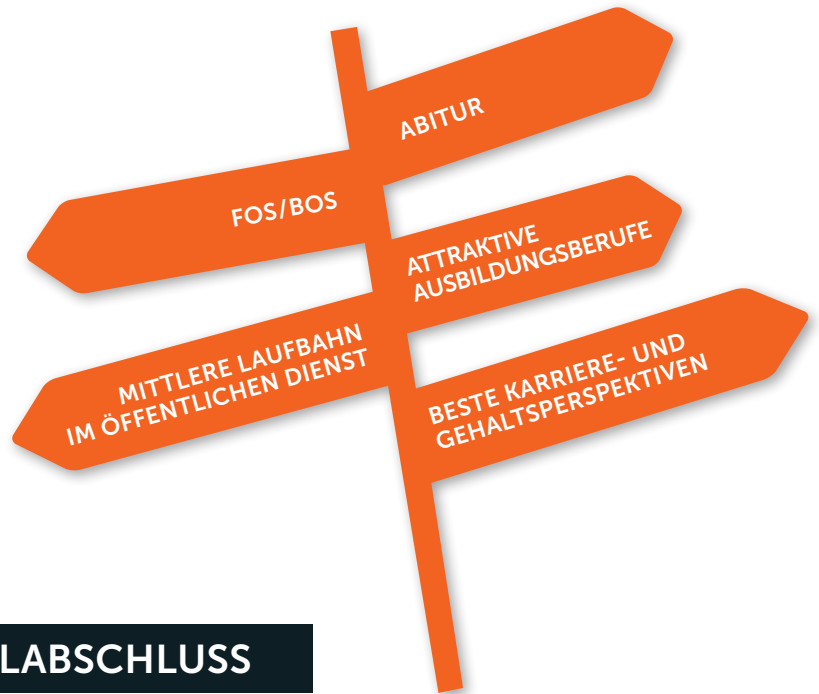 ABITUR
FOS/BOS
ATTRAKTIVE
AUSBILDUNGSBERUFE
MITTLERE LAUFBAHN
IM ÖFFENTLICHEN DIENST
BESTE KARRIERE- UND
GEHALTSPERSPEKTIVEN
LABSCHLUSS